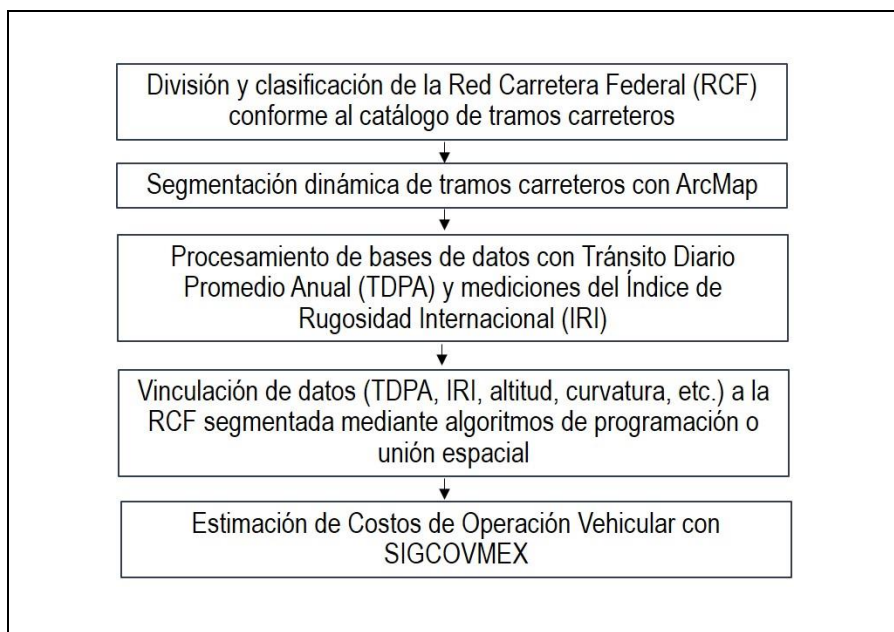 División y clasificación de la Red Carretera Federal (RCF)
conforme al catálogo de tramos carreteros
Segmentación dinámica de tramos carreteros con ArcMap
Procesamiento de bases de datos con Tránsito Diario
Promedio Anual (TDPA) y mediciones del Índice de
Rugosidad Internacional (IRI)
Vinculación de datos (TDPA, IRI, altitud, curvatura, etc.) a la
RCF segmentada mediante algoritmos de programación o
unión espacial
Estimación de Costos de Operación Vehicular con
SIGCOVMEX